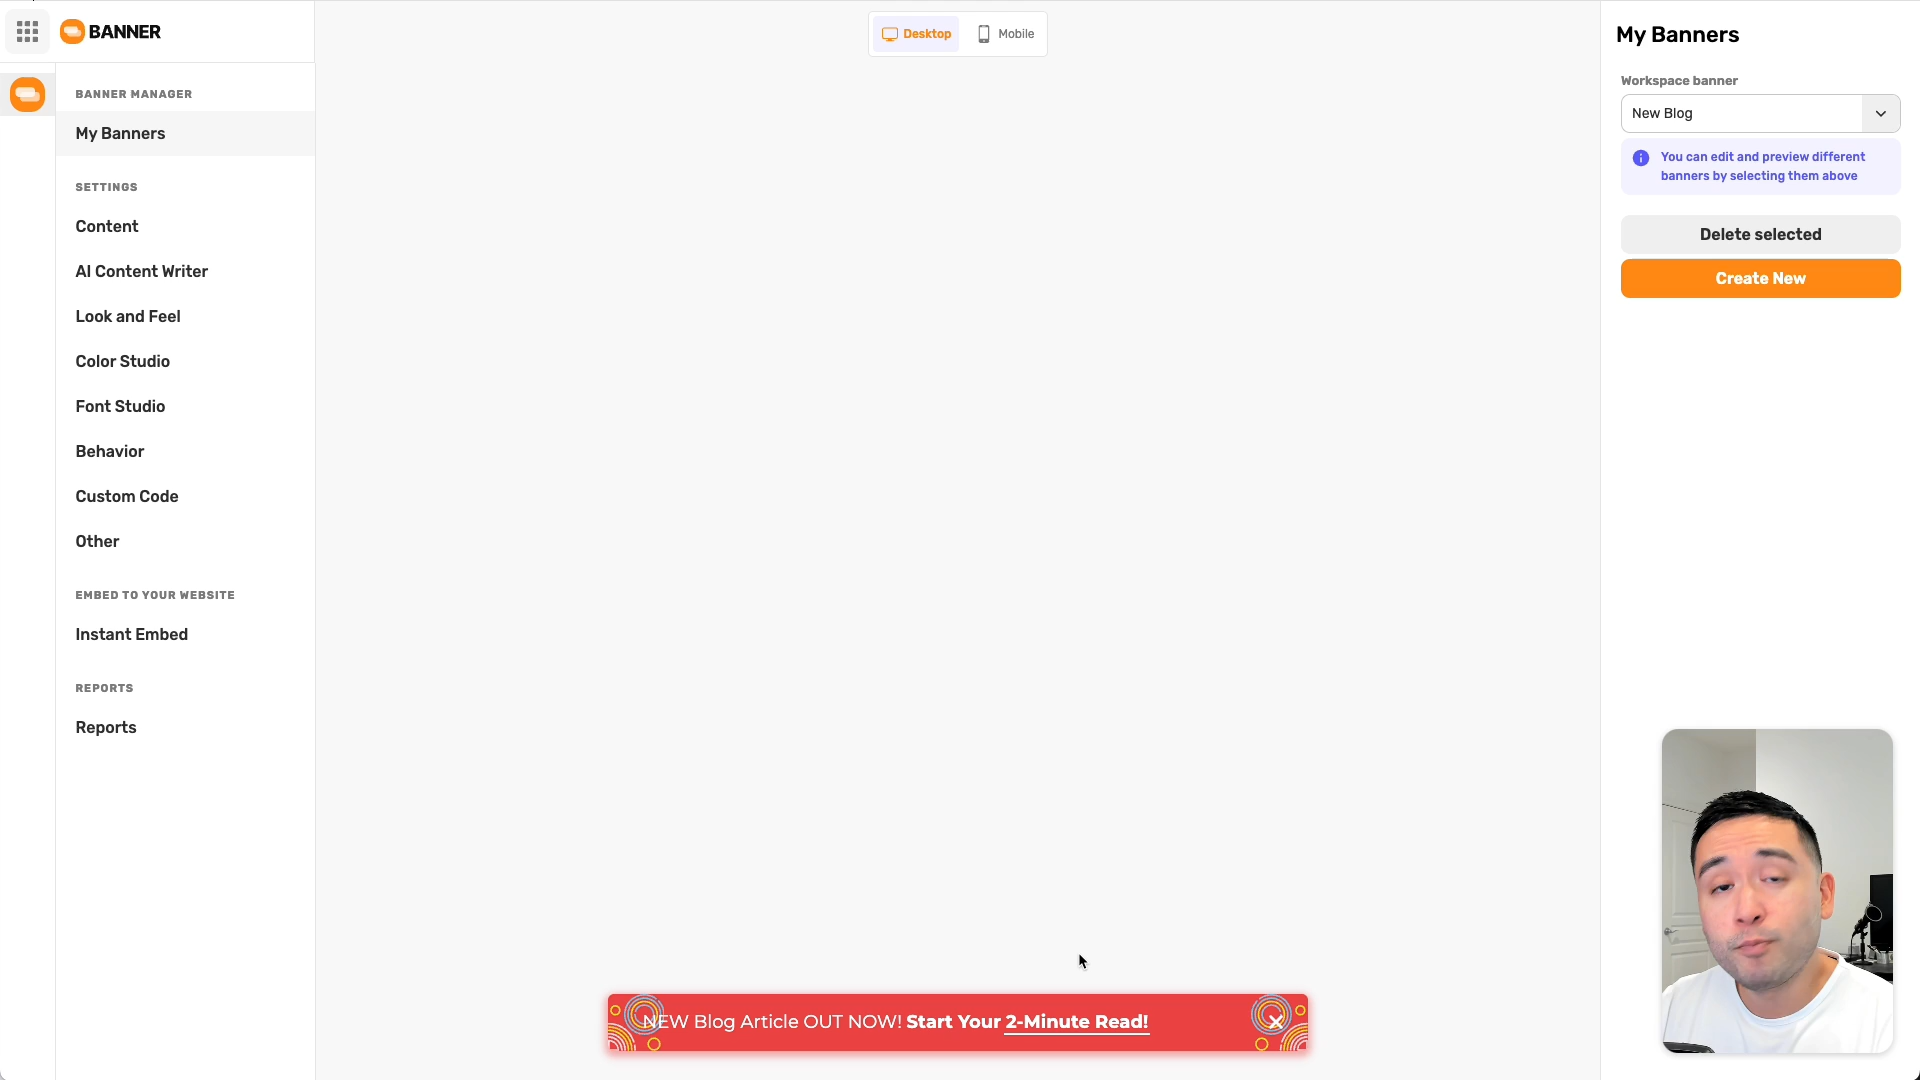 BANNER
Desktop
Mobile
BANNER MANAGER
My Banners
SETTINGS
Content
AI Content Writer
Look and Feel
Color Studio
Font Studio
Behavior
Custom Code
Other
EMBED TO YOUR WEBSITE
Instant Embed
REPORTS
Reports
NEW Blog Article OUT NOW! Start Your 2-Minute Read!
My Banners
Workspace banner
New Blog
You can edit and preview different
banners by selecting them above
Delete selected
Create New